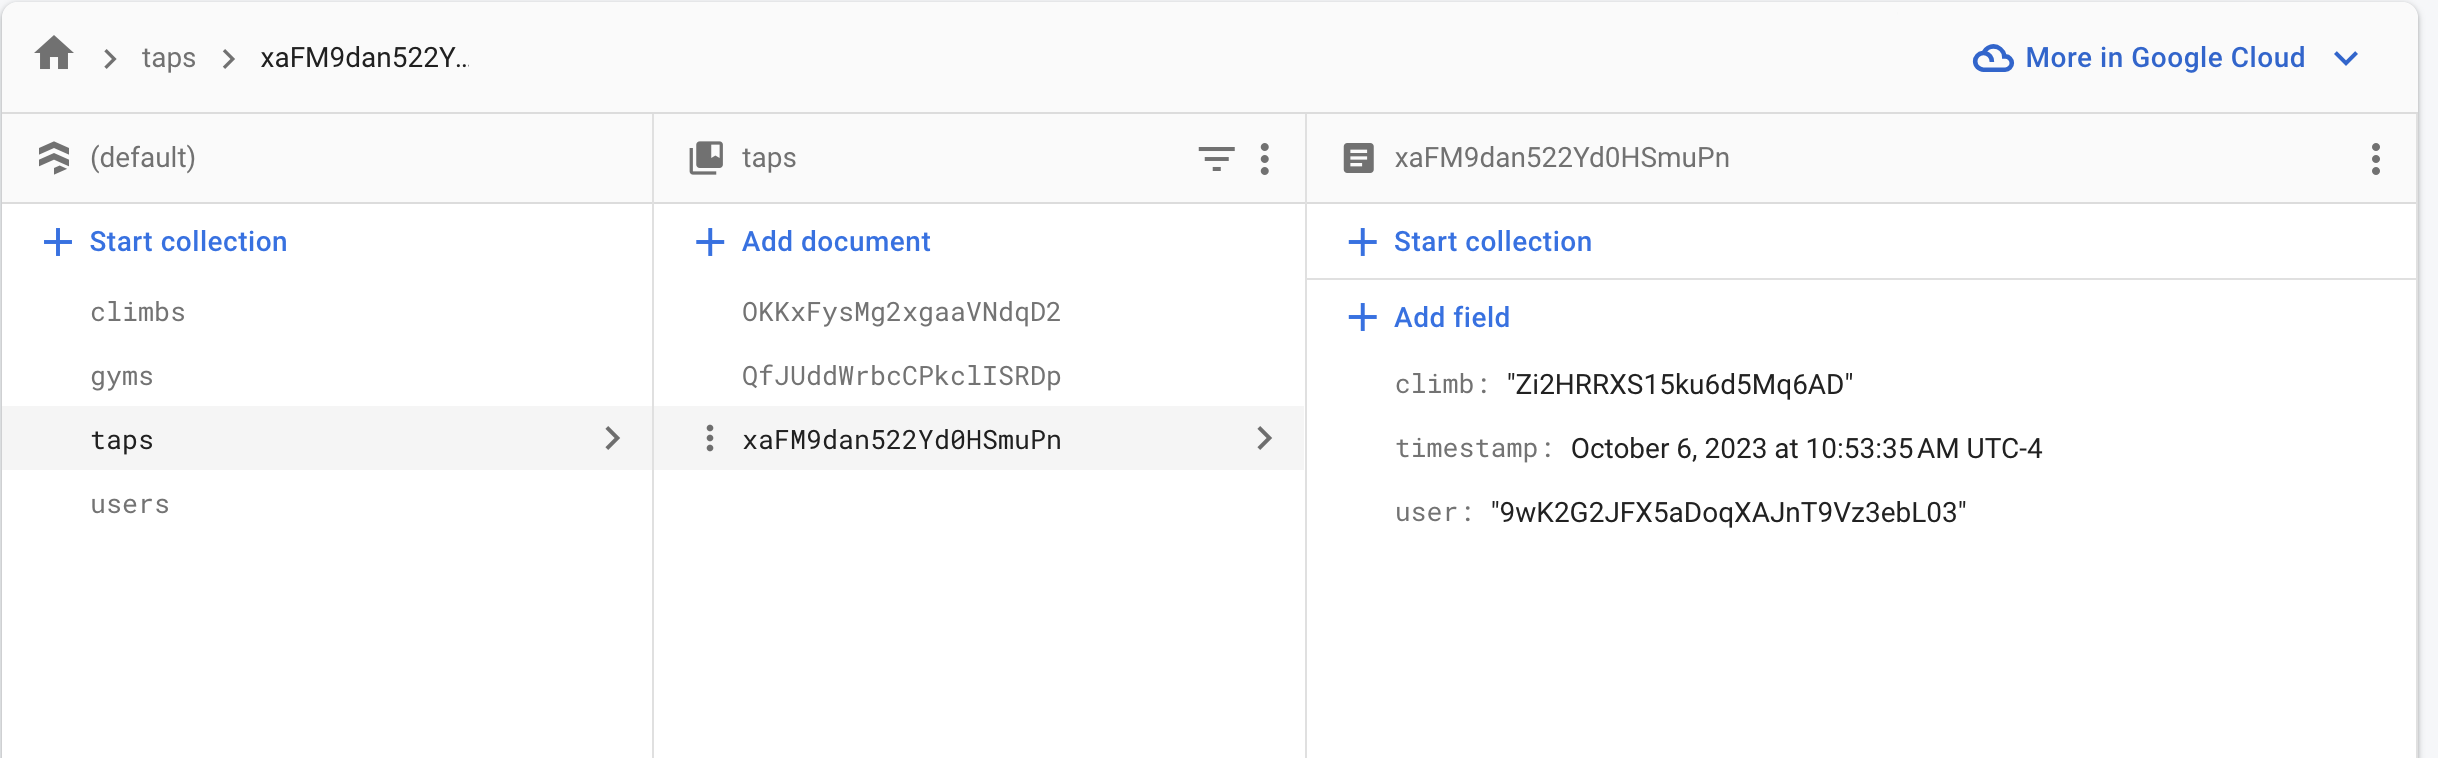 taps
xaFM9dan522Y...
More in Google Cloud
(default)
taps
xaFM9dan522Yd0HSmuPn
Start collection
Add document
Start collection
climbs
gyms
taps
users
OKKxFysMg2xgaaVNdqD2
QfJUddWrbcCPkclISRDp
xaFM9dan522Yd0HSmuPn
Add field
climb: "Zi2HRRXS15ku6d5Mq6AD"
timestamp: October 6, 2023 at 10:53:35 AM UTC-4
user: "9wK2G2JFX5aDoqXAJnT9Vz3ebL03"